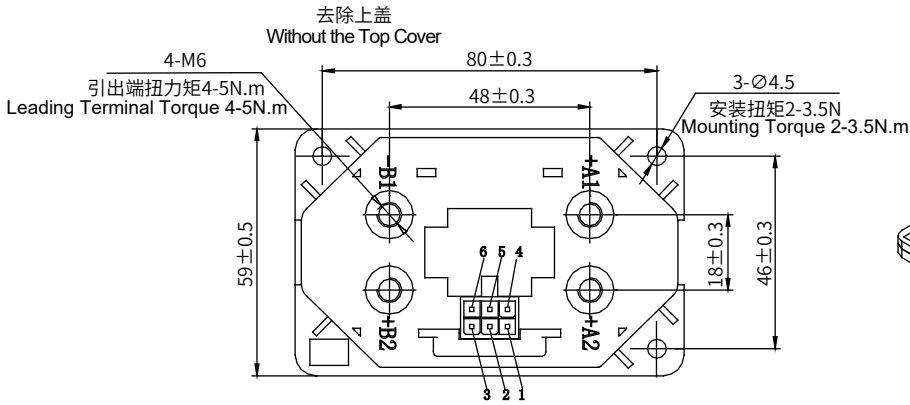 去除上盖
Without the Top Cover
4-M6
引出端扭力矩4-5N.m
Leading Terminal Torque 4-5N.m
80±0.3
48±0.3
3-∅4.5
安装扭矩2-3.5N
Mounting Torque 2-3.5N.m
59±0.5
-B1
+A1
18±0.3
46±0.3
6 5 4
+B2
+A2
3 2 1